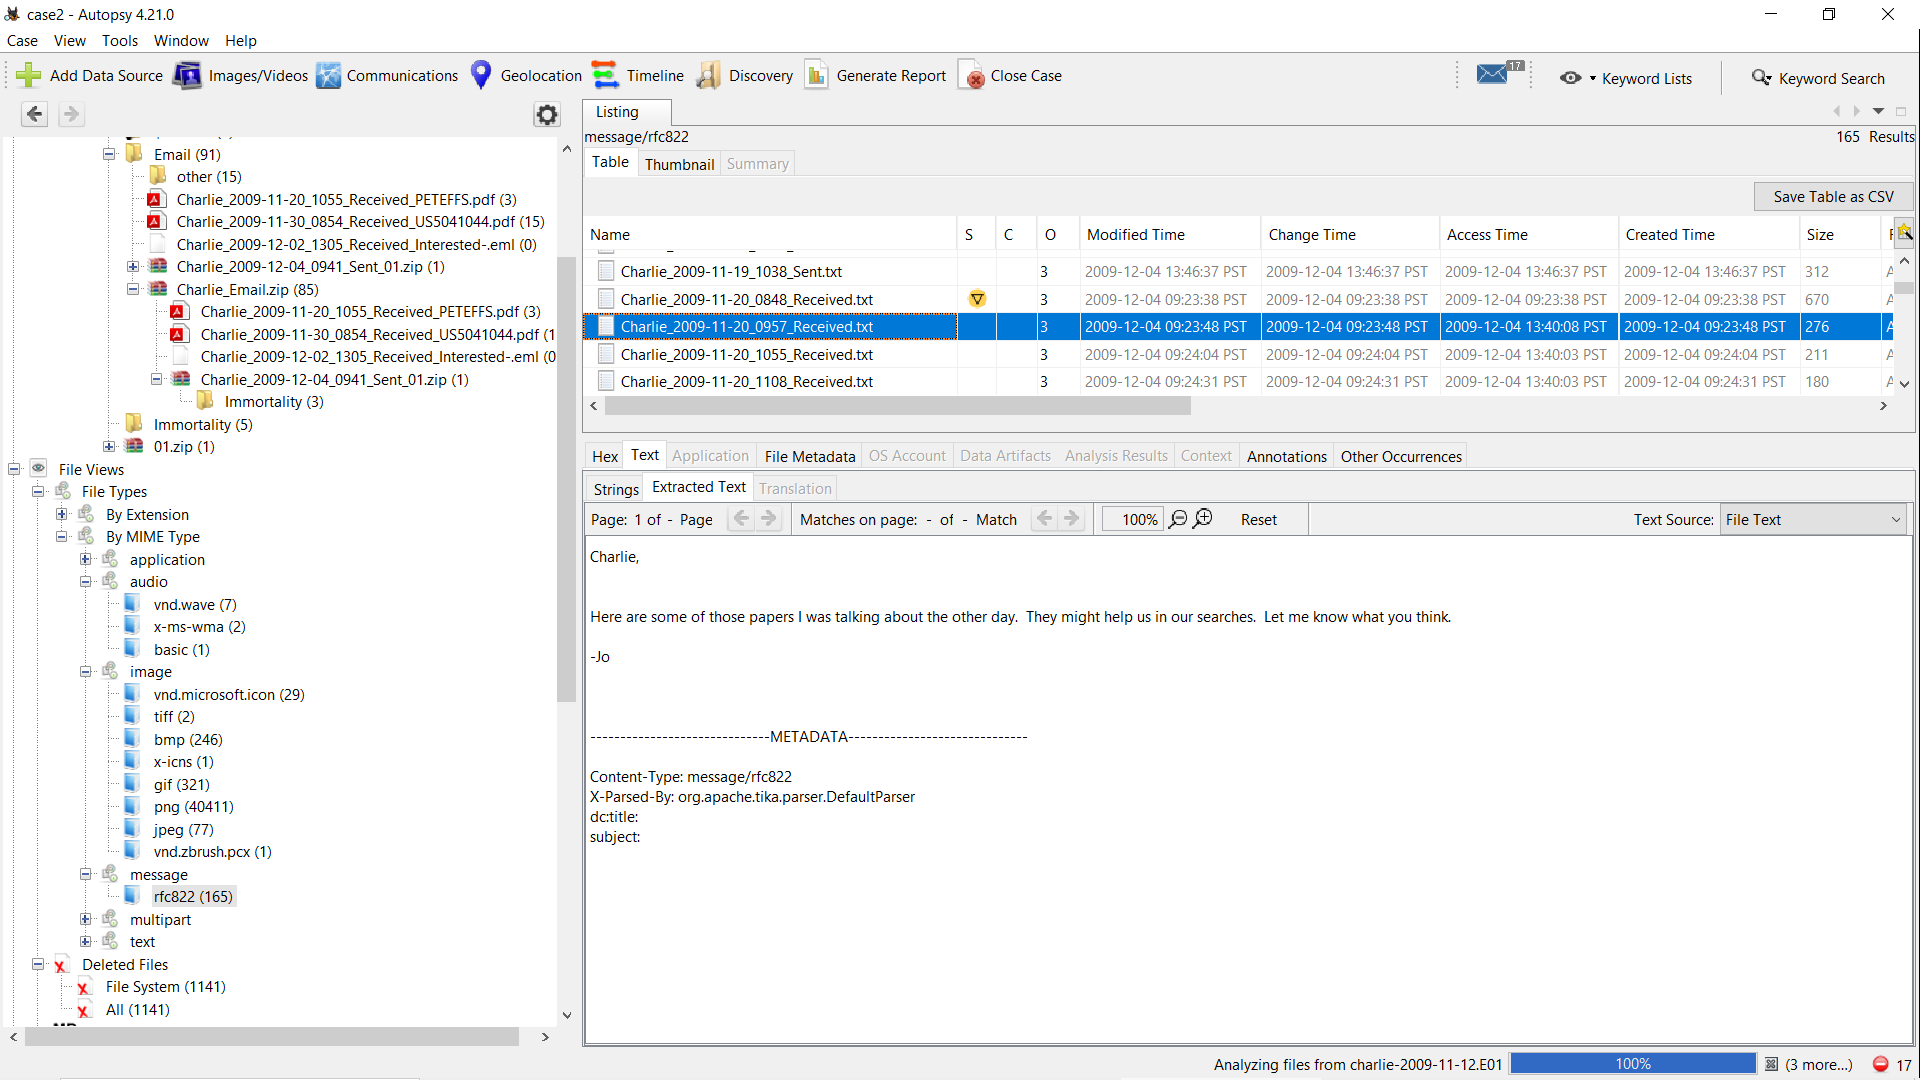 case2 - Autopsy 4.21.0
Case View Tools Window Help
Add Data Source Images/Videos Communications Geolocation Timeline Discovery Generate Report Close Case 17 Keyword Lists Keyword Search
Email (91)
other (15)
Charlie_2009-11-20_1055_Received_PETEFFS.pdf (3)
Charlie_2009-11-30_0854_Received_US5041044.pdf (15)
Charlie_2009-12-02_1305_Received_Interested-.eml (0)
Charlie_2009-12-04_0941_Sent_01.zip (1)
Charlie_Email.zip (85)
Charlie_2009-11-20_1055_Received_PETEFFS.pdf (3)
Charlie_2009-11-30_0854_Received_US5041044.pdf (1
Charlie_2009-12-02_1305_Received_Interested-.eml (0
Charlie_2009-12-04_0941_Sent_01.zip (1)
Immortality (3)
Immortality (5)
01.zip (1)
File Views
File Types
By Extension
By MIME Type
application
audio
vnd.wave (7)
x-ms-wma (2)
basic (1)
image
vnd.microsoft.icon (29)
tiff (2)
bmp (246)
x-icns (1)
gif (321)
png (40411)
jpeg (77)
vnd.zbrush.pcx (1)
message
rfc822 (165)
multipart
text
Deleted Files
File System (1141)
All (1141)
Listing
message/rfc822 165 Results
Table Thumbnail Summary
Save Table as CSV
Name S C O Modified Time Change Time Access Time Created Time Size
Charlie_2009-11-19_1038_Sent.txt 3 2009-12-04 13:46:37 PST 2009-12-04 13:46:37 PST 2009-12-04 13:46:37 PST 2009-12-04 13:46:37 PST 312
Charlie_2009-11-20_0848_Received.txt 3 2009-12-04 09:23:38 PST 2009-12-04 09:23:38 PST 2009-12-04 09:23:38 PST 2009-12-04 09:23:38 PST 670
Charlie_2009-11-20_0957_Received.txt 3 2009-12-04 09:23:48 PST 2009-12-04 09:23:48 PST 2009-12-04 13:40:08 PST 2009-12-04 09:23:48 PST 276
Charlie_2009-11-20_1055_Received.txt 3 2009-12-04 09:24:04 PST 2009-12-04 09:24:04 PST 2009-12-04 13:40:03 PST 2009-12-04 09:24:04 PST 211
Charlie_2009-11-20_1108_Received.txt 3 2009-12-04 09:24:31 PST 2009-12-04 09:24:31 PST 2009-12-04 13:40:03 PST 2009-12-04 09:24:31 PST 180
Hex Text Application File Metadata OS Account Data Artifacts Analysis Results Context Annotations Other Occurrences
Strings Extracted Text Translation
Page: 1 of - Page Matches on page: - of - Match 100% Reset Text Source: File Text
Charlie,
Here are some of those papers I was talking about the other day. They might help us in our searches. Let me know what you think.
-Jo
------------------------------METADATA------------------------------
Content-Type: message/rfc822
X-Parsed-By: org.apache.tika.parser.DefaultParser
dc:title:
subject:
Analyzing files from charlie-2009-11-12.E01 100% (3 more...) 17